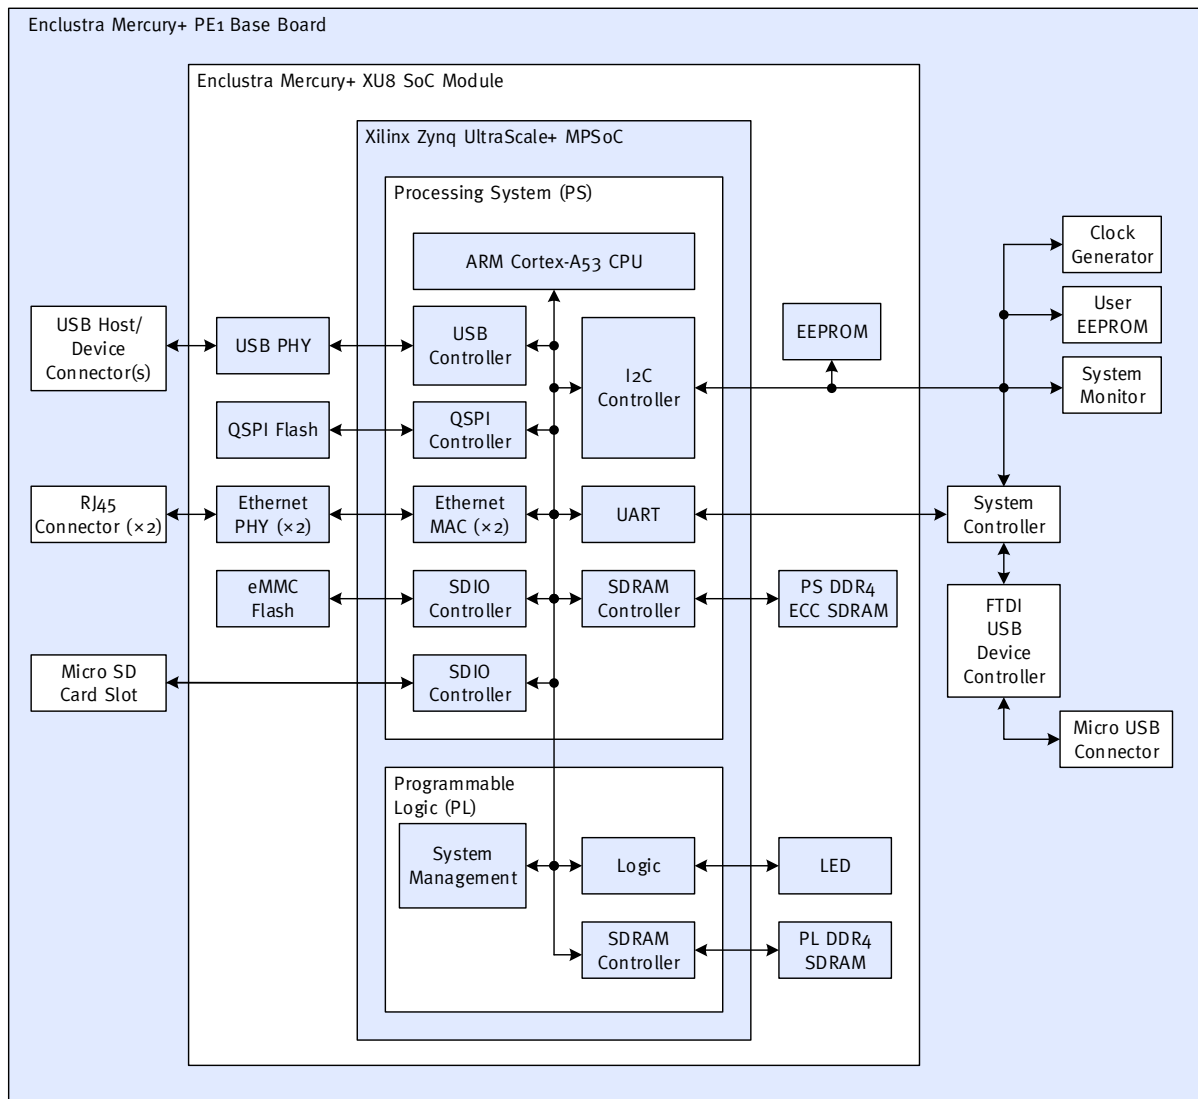 Enclustra Mercury+ PE1 Base Board
Enclustra Mercury+ XU8 SoC Module
Xilinx Zynq UltraScale+ MPSoC
Processing System (PS)
ARM Cortex-A53 CPU
USB Host/
Device
Connector(s)
USB PHY
USB
Controller
I2C
Controller
EEPROM
Clock
Generator
User
EEPROM
System
Monitor
QSPI Flash
QSPI
Controller
RJ45
Connector (×2)
Ethernet
PHY (×2)
Ethernet
MAC (×2)
UART
System
Controller
eMMC
Flash
SDIO
Controller
SDRAM
Controller
PS DDR4
ECC SDRAM
FTDI
USB
Device
Controller
Micro SD
Card Slot
SDIO
Controller
Micro USB
Connector
Programmable
Logic (PL)
System
Management
Logic
LED
SDRAM
Controller
PL DDR4
SDRAM